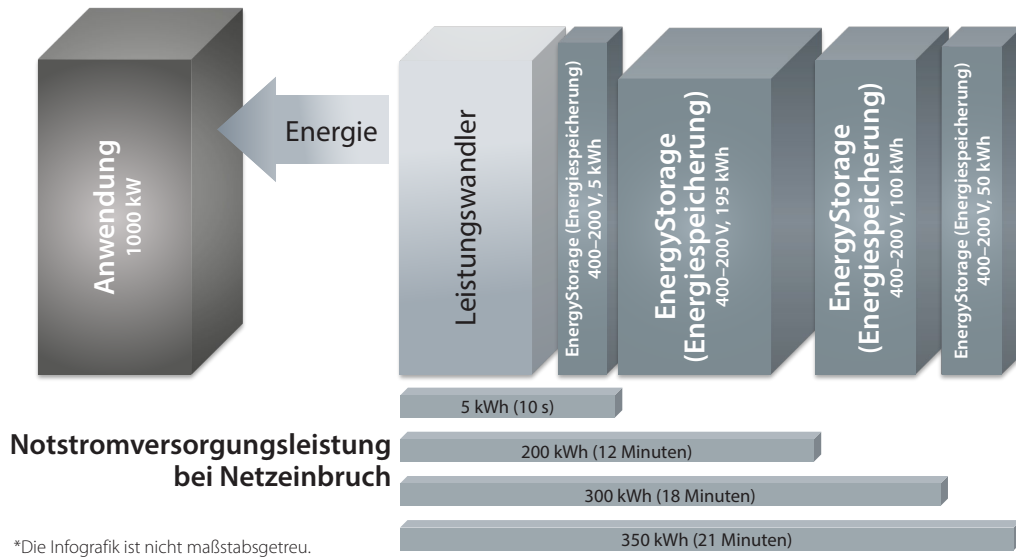 Anwendung
1000 kW
Energie
Leistungswandler
EnergyStorage (Energiespeicherung)
400–200 V, 5 kWh
EnergyStorage
(Energiespeicherung)
400–200 V, 195 kWh
EnergyStorage
(Energiespeicherung)
400–200 V, 100 kWh
EnergyStorage (Energiespeicherung)
400–200 V, 50 kWh
Notstromversorgungsleistung
bei Netzeinbruch
5 kWh (10 s)
200 kWh (12 Minuten)
300 kWh (18 Minuten)
350 kWh (21 Minuten)
*Die Infografik ist nicht maßstabsgetreu.